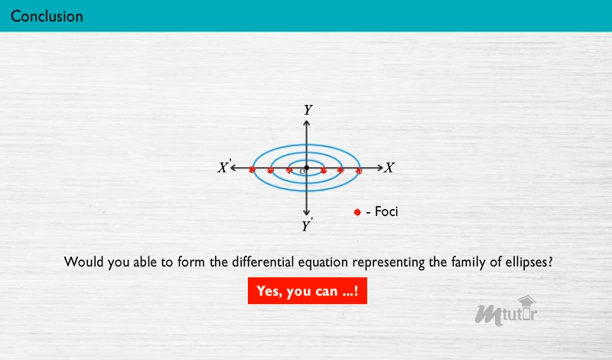 Conclusion
Y
X' X
O
Y'
- Foci
Would you able to form the differential equation representing the family of ellipses?
Yes, you can ...!
mtutor